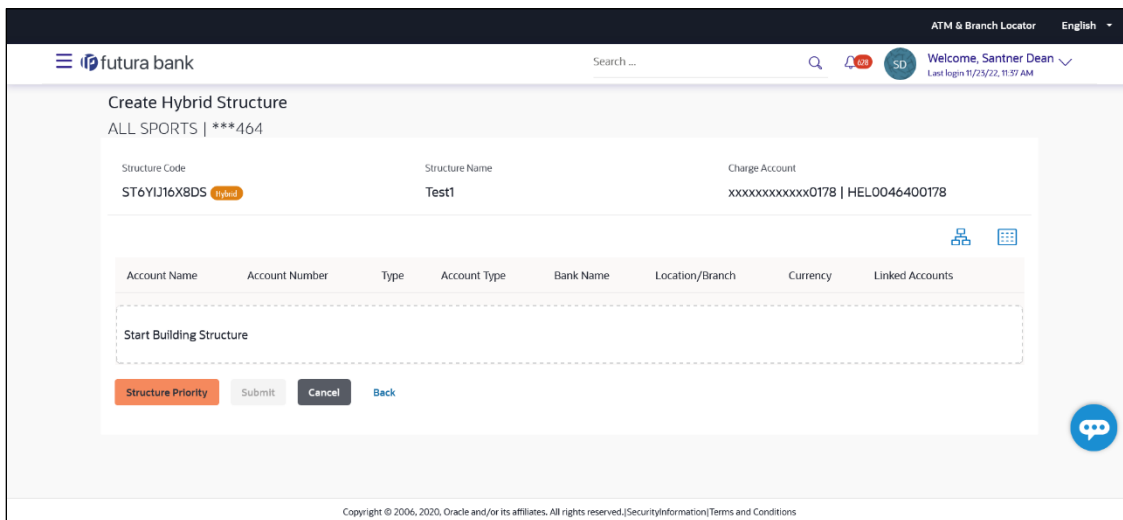 ATM & Branch Locator English
futura bank Search ... 628 SD Welcome, Santner Dean
Last login 11/23/22, 11:37 AM
Create Hybrid Structure
ALL SPORTS | ***464
Structure Code Structure Name Charge Account
ST6YIJ16X8DS Hybrid Test1 xxxxxxxxxxxx0178 | HEL0046400178
Account Name Account Number Type Account Type Bank Name Location/Branch Currency Linked Accounts
Start Building Structure
Structure Priority Submit Cancel Back
Copyright © 2006, 2020, Oracle and/or its affiliates. All rights reserved.|SecurityInformation|Terms and Conditions